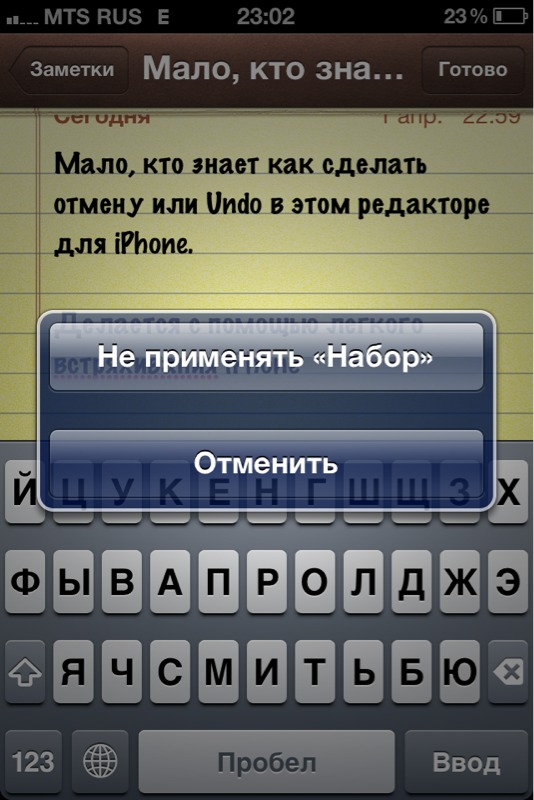 MTS RUS E 23:02 23 %
Заметки Мало, кто зна... Готово
Сегодня 1 апр. 22:59
Мало, кто знает как сделать
отмену или Undo в этом редакторе
для iPhone.
Делается с помощью легкого
встряхивания iPhone
Не применять «Набор»
Отменить
Й Ц У К Е Н Г Ш Щ З Х
Ф Ы В А П Р О Л Д Ж Э
Я Ч С М И Т Ь Б Ю
123 Пробел Ввод